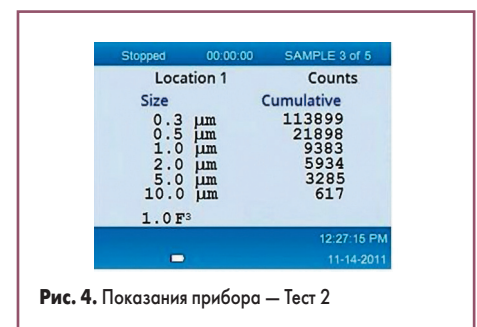 Stopped 00:00:00 SAMPLE 3 of 5
Location 1 Counts
Size Cumulative
0.3 µm 113899
0.5 µm 21898
1.0 µm 9383
2.0 µm 5934
5.0 µm 3285
10.0 µm 617
1.0 F³
12:27:15 PM
11-14-2011
Рис. 4. Показания прибора — Тест 2